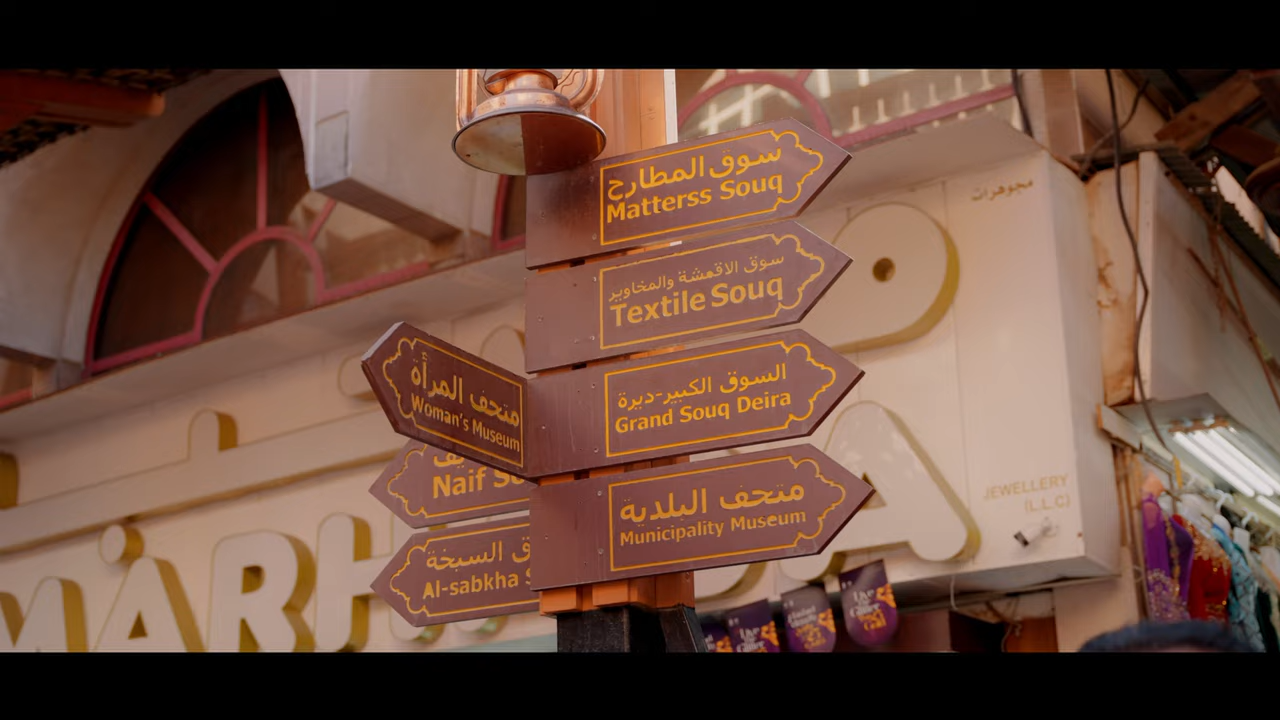 سوق المطارح
Matterss Souq
سوق الاقمشة والمخاوير
Textile Souq
السوق الكبير-ديرة
Grand Souq Deira
متحف المرأة
Woman's Museum
متحف البلدية
Municipality Museum
Naif
السبخة
Al-sabkha
مجوهرات
JEWELLERY
(L.L.C)